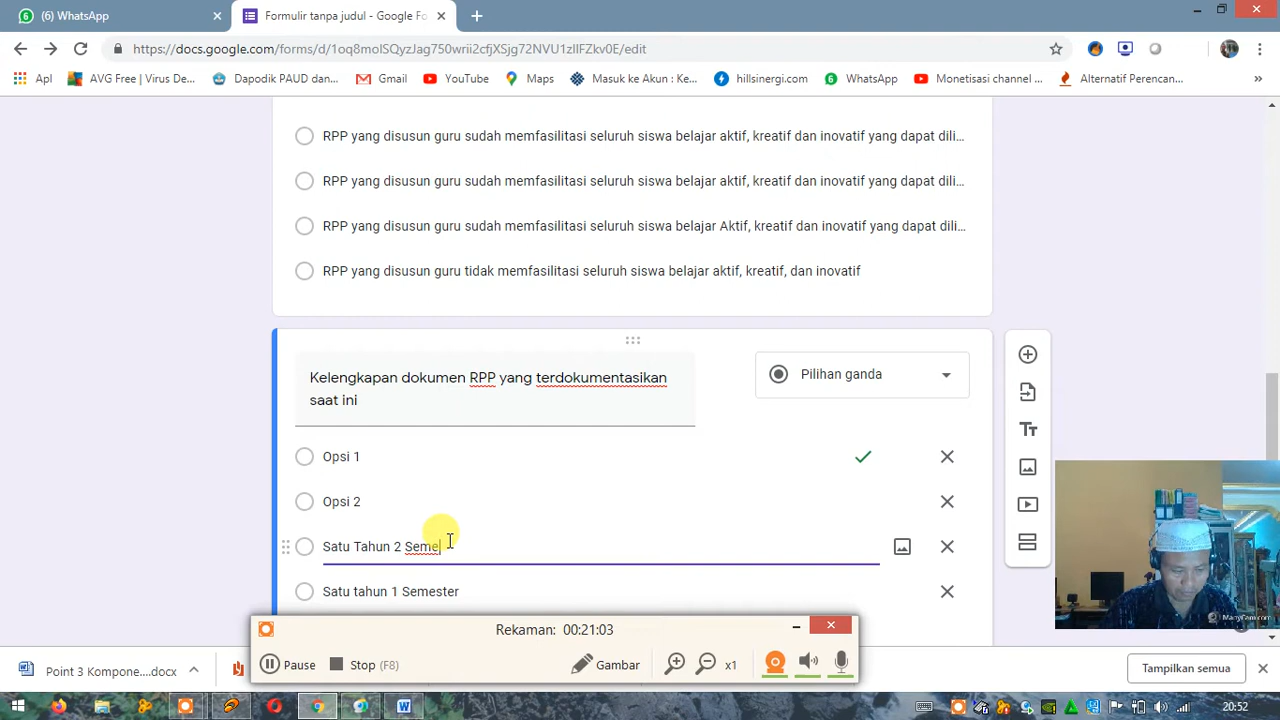 (6) WhatsApp
Formulir tanpa judul - Google Fo
https://docs.google.com/forms/d/1oq8molSQyzJag750wrii2cfjXSjg72NVU1zlIFZkv0E/edit
Apl
AVG Free | Virus De...
Dapodik PAUD dan...
Gmail
YouTube
Maps
Masuk ke Akun : Ke...
hillsinergi.com
WhatsApp
Monetisasi channel ...
Alternatif Perencan...
»
RPP yang disusun guru sudah memfasilitasi seluruh siswa belajar aktif, kreatif dan inovatif yang dapat dili...
RPP yang disusun guru sudah memfasilitasi seluruh siswa belajar aktif, kreatif dan inovatif yang dapat dili...
RPP yang disusun guru sudah memfasilitasi seluruh siswa belajar Aktif, kreatif dan inovatif yang dapat dili...
RPP yang disusun guru tidak memfasilitasi seluruh siswa belajar aktif, kreatif, dan inovatif
Kelengkapan dokumen RPP yang terdokumentasikan
saat ini
Pilihan ganda
Opsi 1
Opsi 2
Satu Tahun 2 Semel
Satu tahun 1 Semester
Tt
Rekaman: 00:21:03
Pause
Stop (F8)
Gambar
x1
ManyCam.com
Point 3 Kompone....docx
Tampilkan semua
20:52